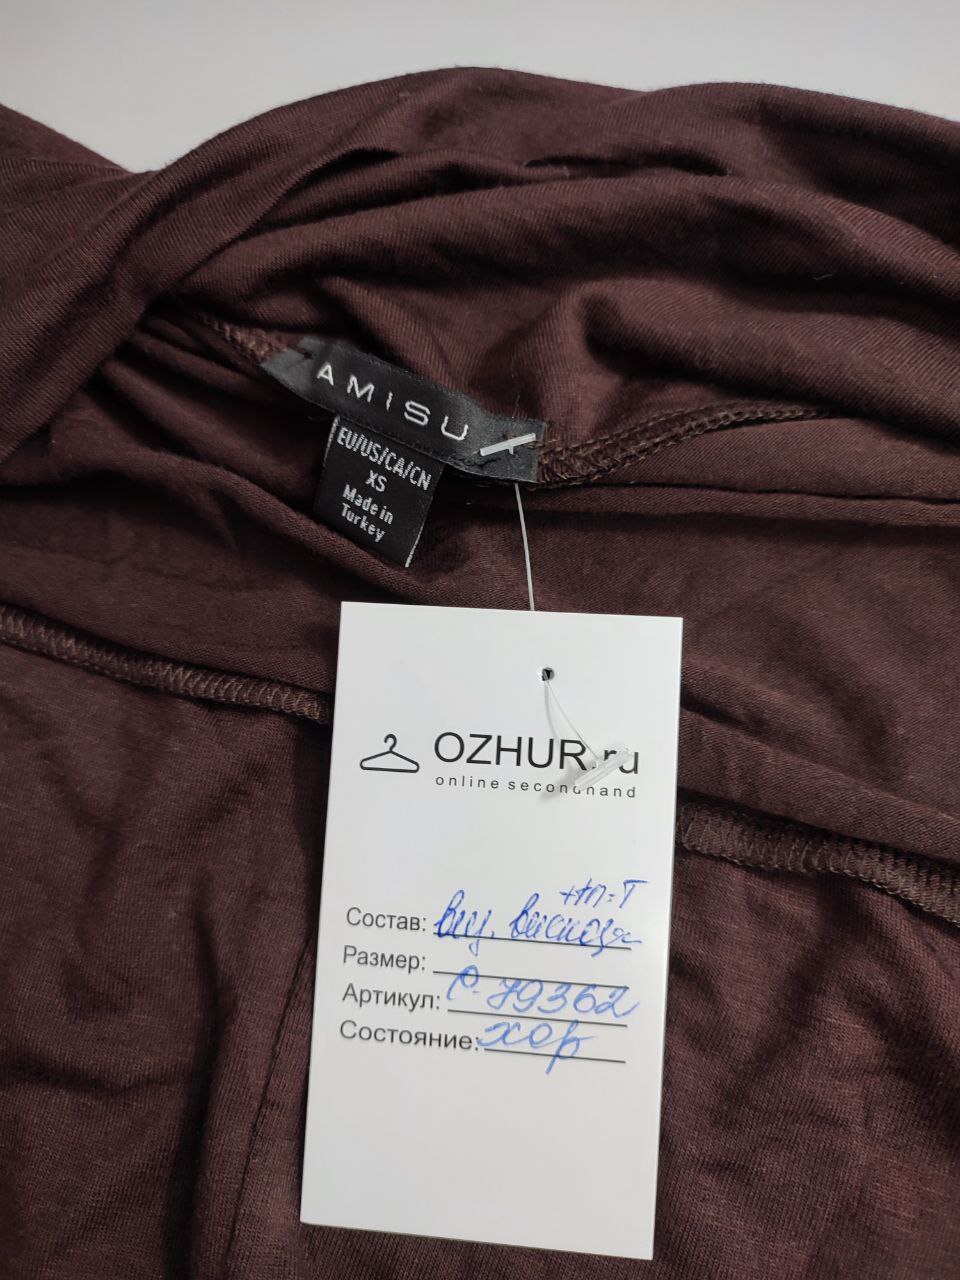 AMISU
EU/US/CA/CN
XS
Made in
Turkey
OZHUR.ru
online secondhand
Состав: вискоза
Размер:
Артикул: С-79362
Состояние: хор